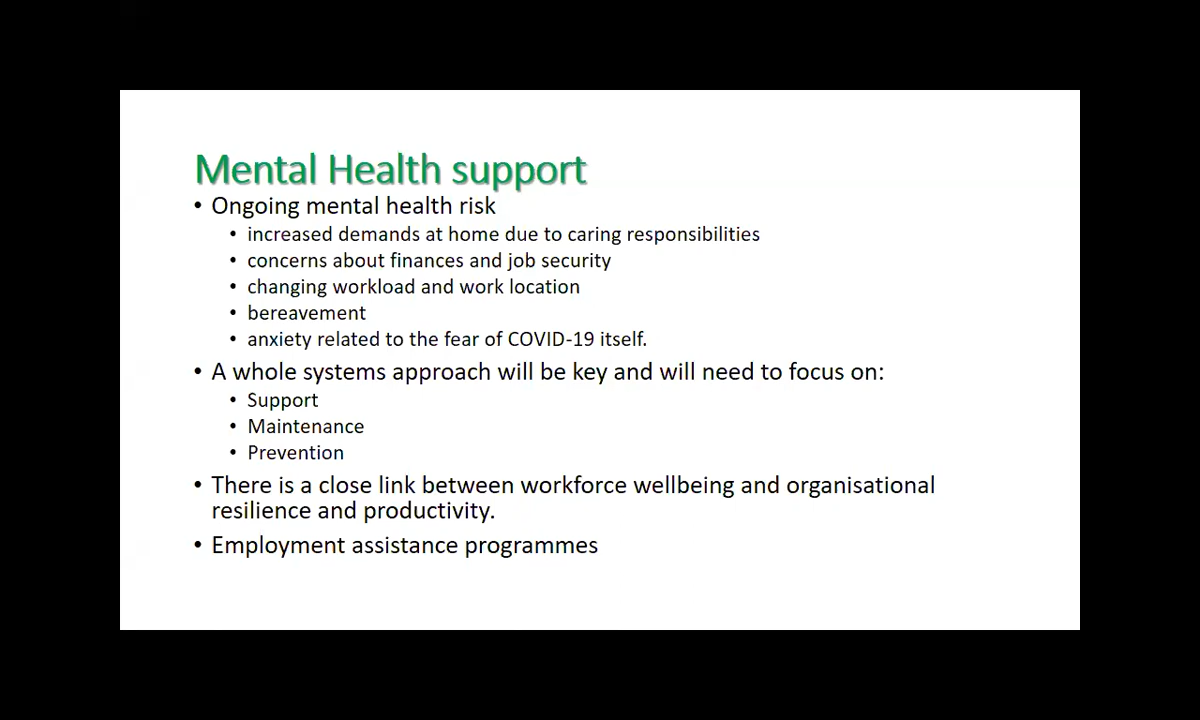 Mental Health support
• Ongoing mental health risk
• increased demands at home due to caring responsibilities
• concerns about finances and job security
• changing workload and work location
• bereavement
• anxiety related to the fear of COVID-19 itself.
• A whole systems approach will be key and will need to focus on:
• Support
• Maintenance
• Prevention
• There is a close link between workforce wellbeing and organisational
resilience and productivity.
• Employment assistance programmes